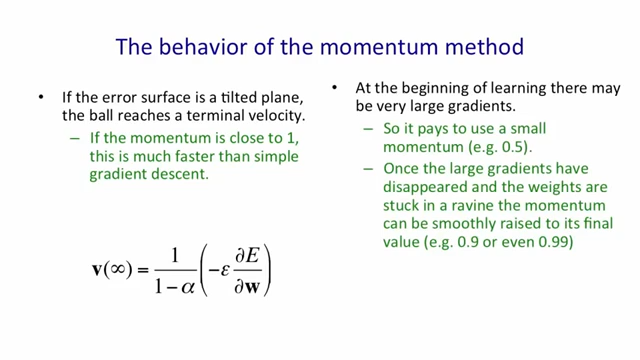 The behavior of the momentum method
• If the error surface is a tilted plane,
the ball reaches a terminal velocity.
– If the momentum is close to 1,
this is much faster than simple
gradient descent.
v(∞) = 1/(1−α) (−ε ∂E/∂w)
• At the beginning of learning there may
be very large gradients.
– So it pays to use a small
momentum (e.g. 0.5).
– Once the large gradients have
disappeared and the weights are
stuck in a ravine the momentum
can be smoothly raised to its final
value (e.g. 0.9 or even 0.99)